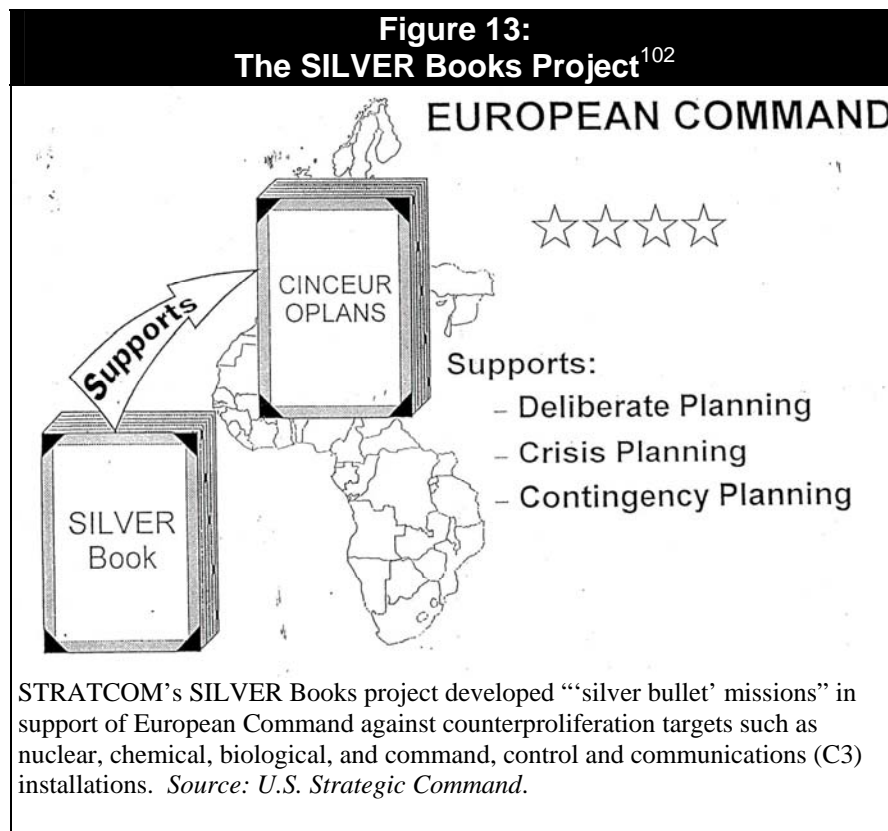 Figure 13:
The SILVER Books Project102
EUROPEAN COMMAND
CINCEUR
OPLANS
Supports
Supports:
– Deliberate Planning
– Crisis Planning
– Contingency Planning
SILVER
Book
STRATCOM’s SILVER Books project developed “‘silver bullet’ missions” in
support of European Command against counterproliferation targets such as
nuclear, chemical, biological, and command, control and communications (C3)
installations.  Source: U.S. Strategic Command.